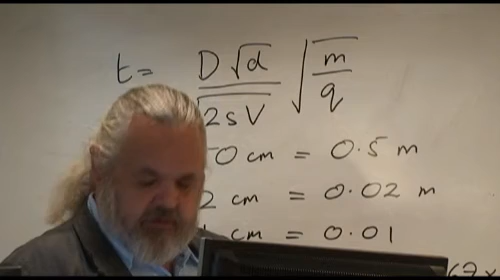 t = D√d / √2sV √m/q
0 cm = 0.5 m
2 cm = 0.02 m
cm = 0.01